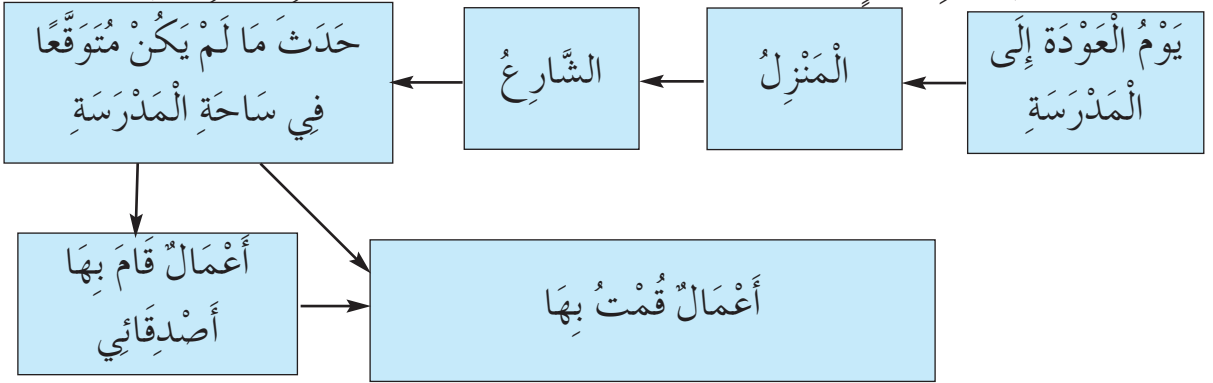 يَوْمُ الْعَوْدَة إِلَى
الْمَدْرَسَةِ
الْمَنْزِلُ
الشَّارِعُ
حَدَثَ مَا لَمْ يَكُنْ مُتَوَقَّعًا
فِي سَاحَةِ الْمَدْرَسَةِ
أَعْمَالٌ قُمْتُ بِهَا
أَعْمَالٌ قَامَ بِهَا
أَصْدِقَائِي